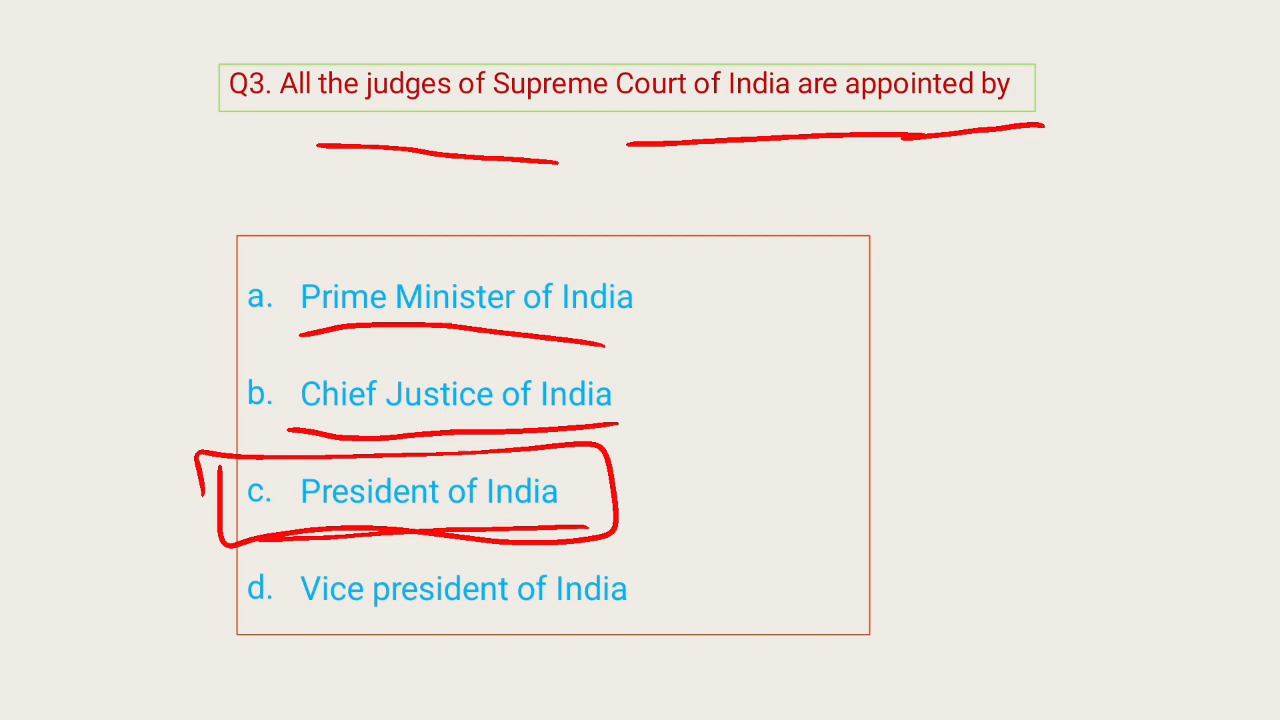 Q3. All the judges of Supreme Court of India are appointed by
a. Prime Minister of India
b. Chief Justice of India
c. President of India
d. Vice president of India